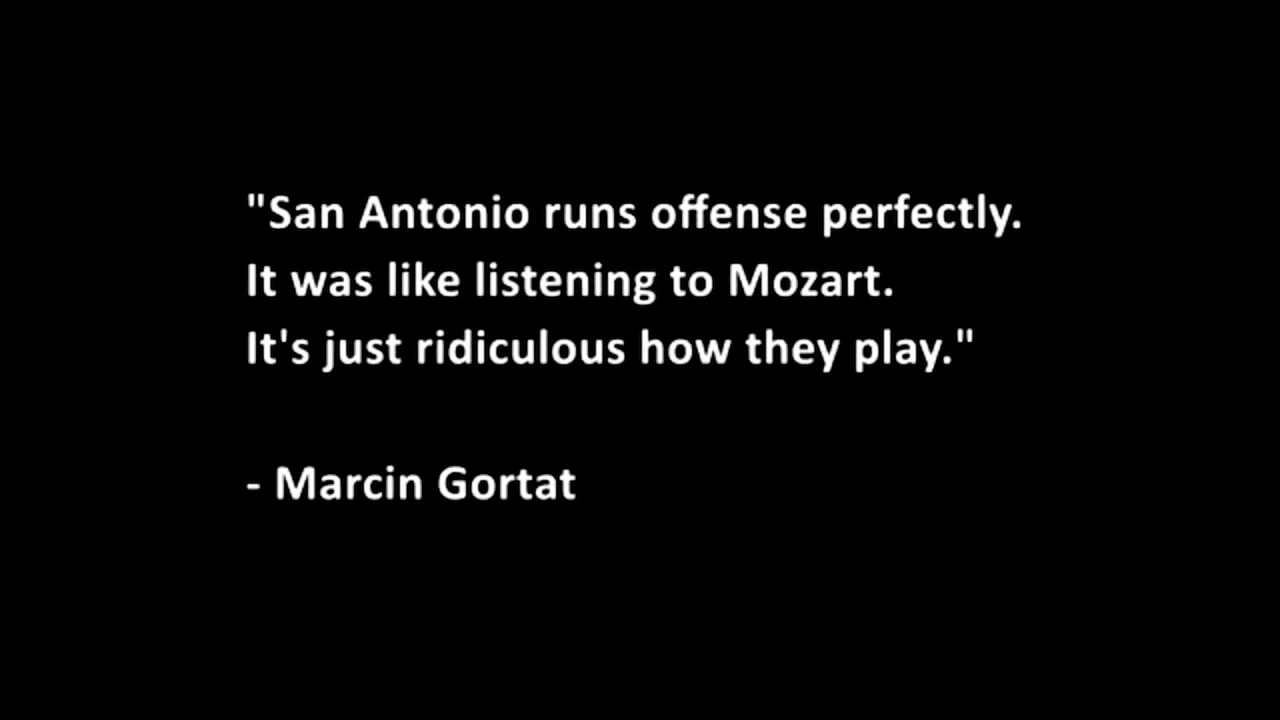 "San Antonio runs offense perfectly.
It was like listening to Mozart.
It's just ridiculous how they play."
- Marcin Gortat